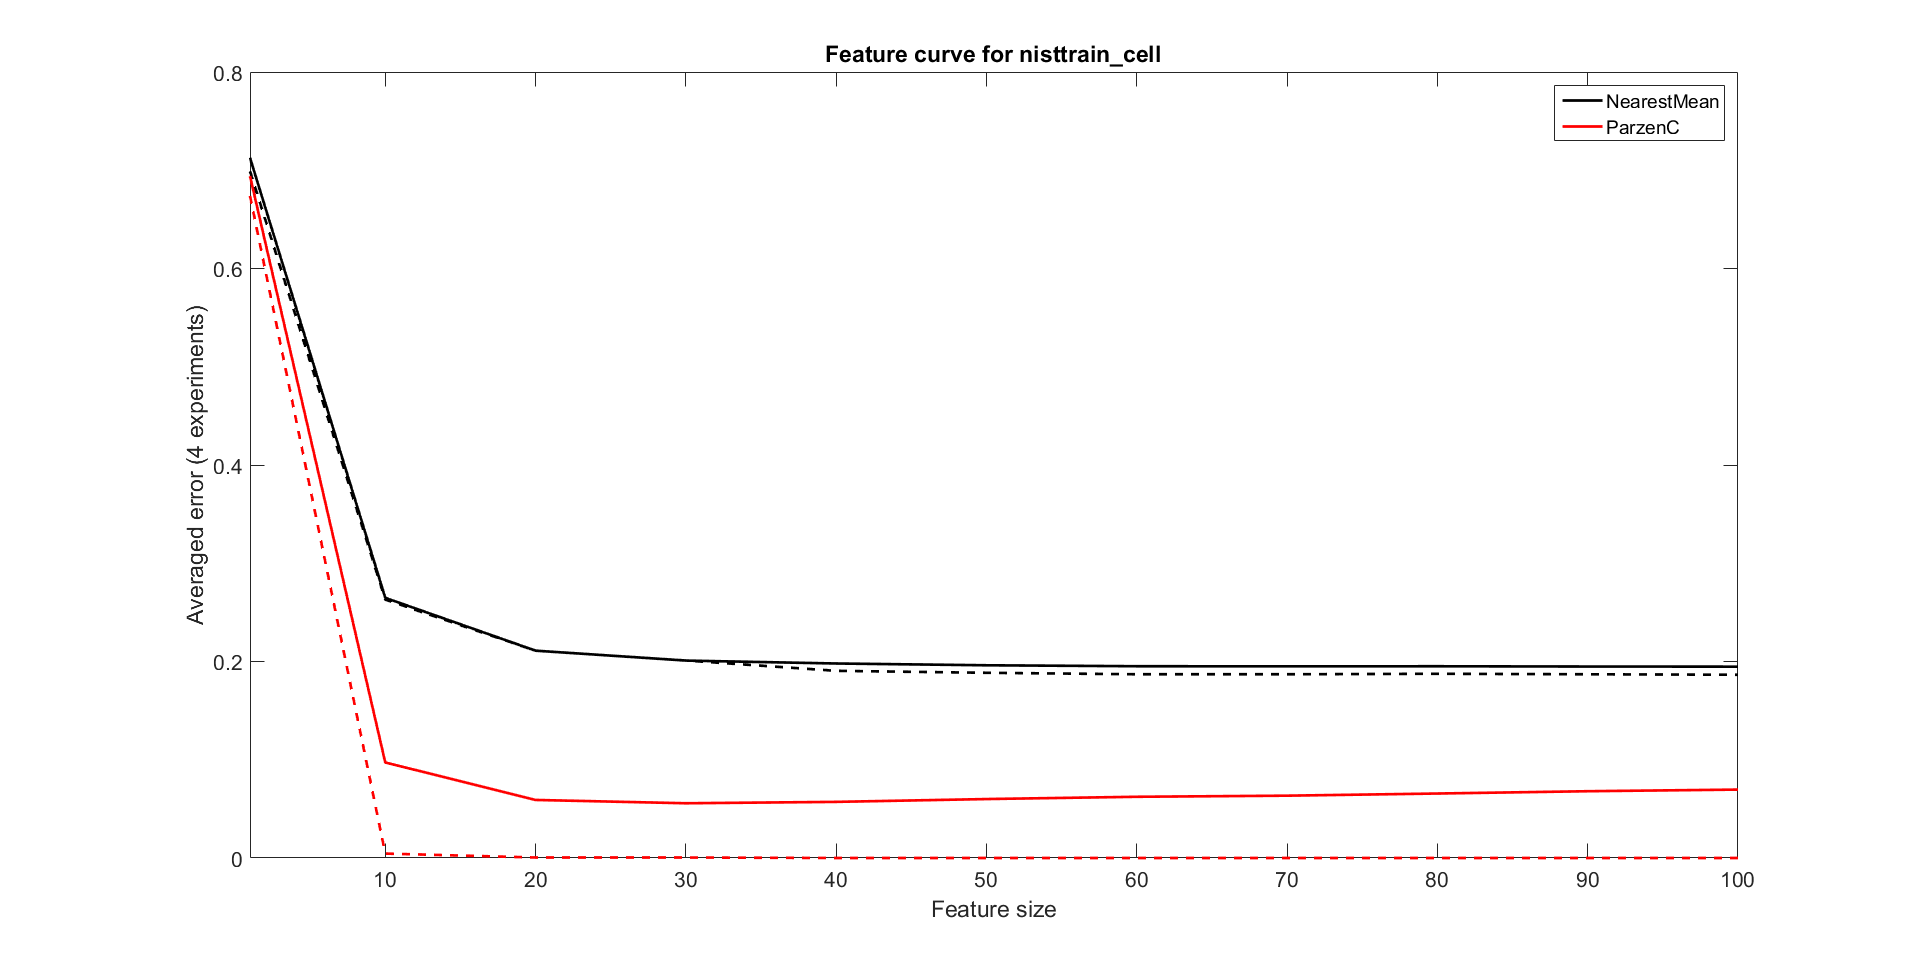 Feature curve for nisttrain_cell
NearestMean
ParzenC
Averaged error (4 experiments)
0.8
0.6
0.4
0.2
0
10 20 30 40 50 60 70 80 90 100
Feature size